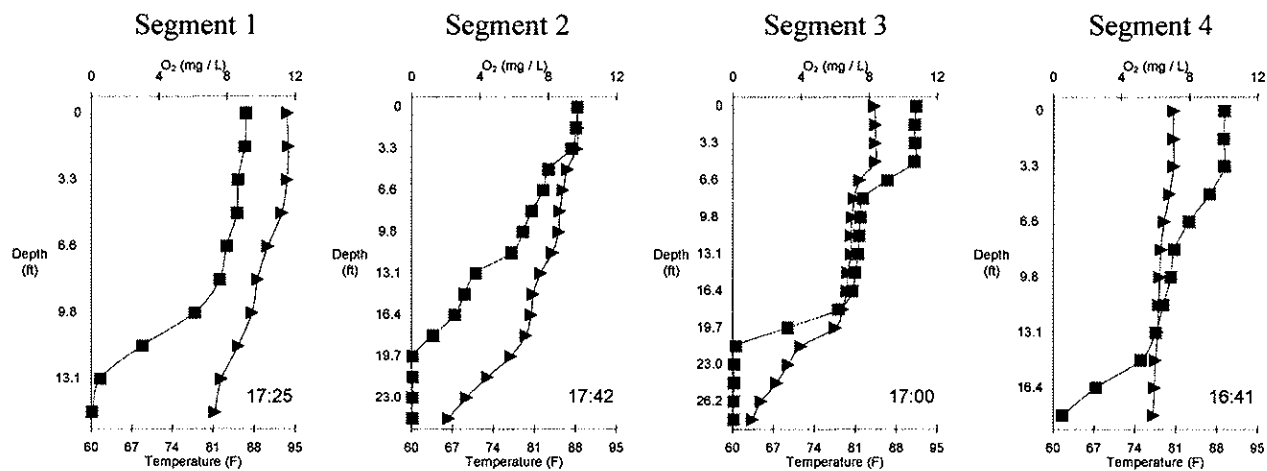 Segment 1
O₂ (mg / L)
0 4 8 12
0
3.3
6.6
Depth
(ft)
9.8
13.1
17:25
60 67 74 81 88 95
Temperature (F)
Segment 2
O₂ (mg / L)
0 4 8 12
0
3.3
6.6
9.8
Depth
(ft)
13.1
16.4
19.7
23.0
17:42
60 67 74 81 88 95
Temperature (F)
Segment 3
O₂ (mg / L)
0 4 8 12
0
3.3
6.6
9.8
Depth
(ft)
13.1
16.4
19.7
23.0
26.2
17:00
60 67 74 81 88 95
Temperature (F)
Segment 4
O₂ (mg / L)
0 4 8 12
0
3.3
6.6
Depth
(ft)
9.8
13.1
16.4
16:41
60 67 74 81 88 95
Temperature (F)